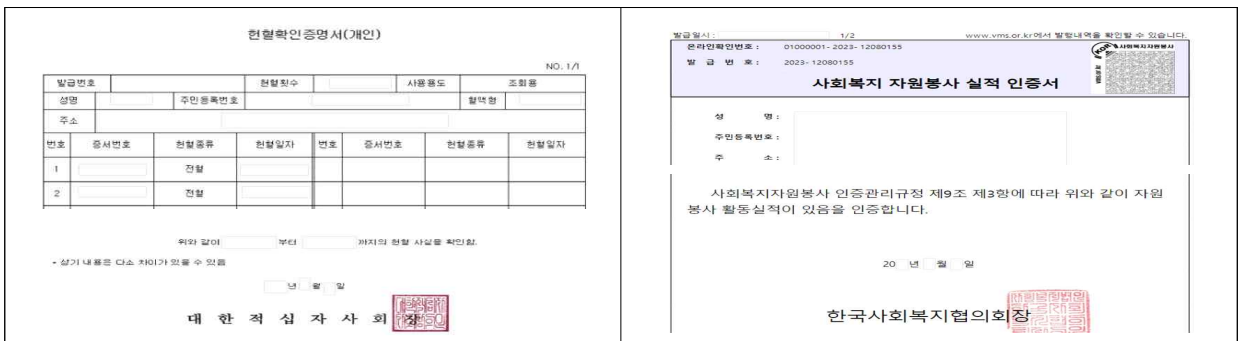 헌혈확인증명서(개인)
NO. 1/1
발급번호 헌혈횟수 사용용도 조회용
성명 주민등록번호 혈액형
주소
번호 증서번호 헌혈종류 헌혈일자 번호 증서번호 헌혈종류 헌혈일자
1 전혈
2 전혈
위와 같이 부터 까지의 헌혈 사실을 확인함.
* 상기 내용은 다소 차이가 있을 수 있음
년 월 일
대 한 적 십 자 사 회 장
발급일시 : 1/2 www.vms.or.kr에서 발행내역을 확인할 수 있습니다.
온라인확인번호 : 01000001-2023-12080155
발 급 번 호 : 2023-12080155
사회복지 자원봉사 실적 인증서
성 명 :
주민등록번호 :
주 소 :
사회복지자원봉사 인증관리규정 제9조 제3항에 따라 위와 같이 자원
봉사 활동실적이 있음을 인증합니다.
20 년 월 일
한국사회복지협의회장